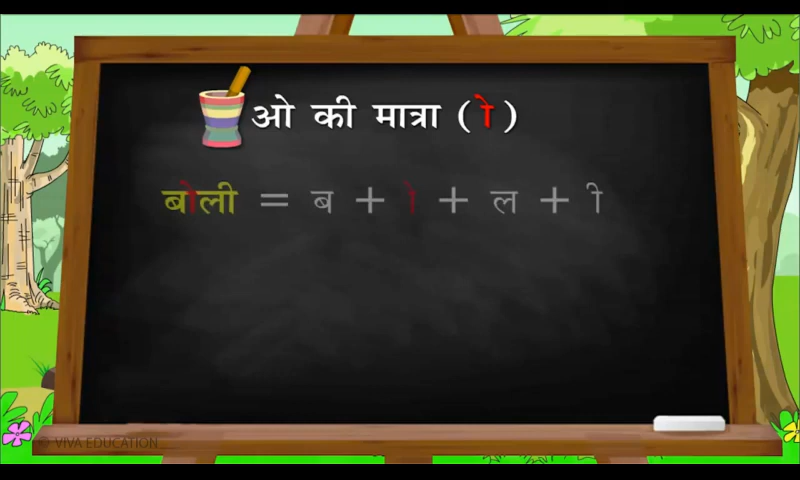 ओ की मात्रा (ो)
बोली = ब + ो + ल + ी
© VIVA EDUCATION